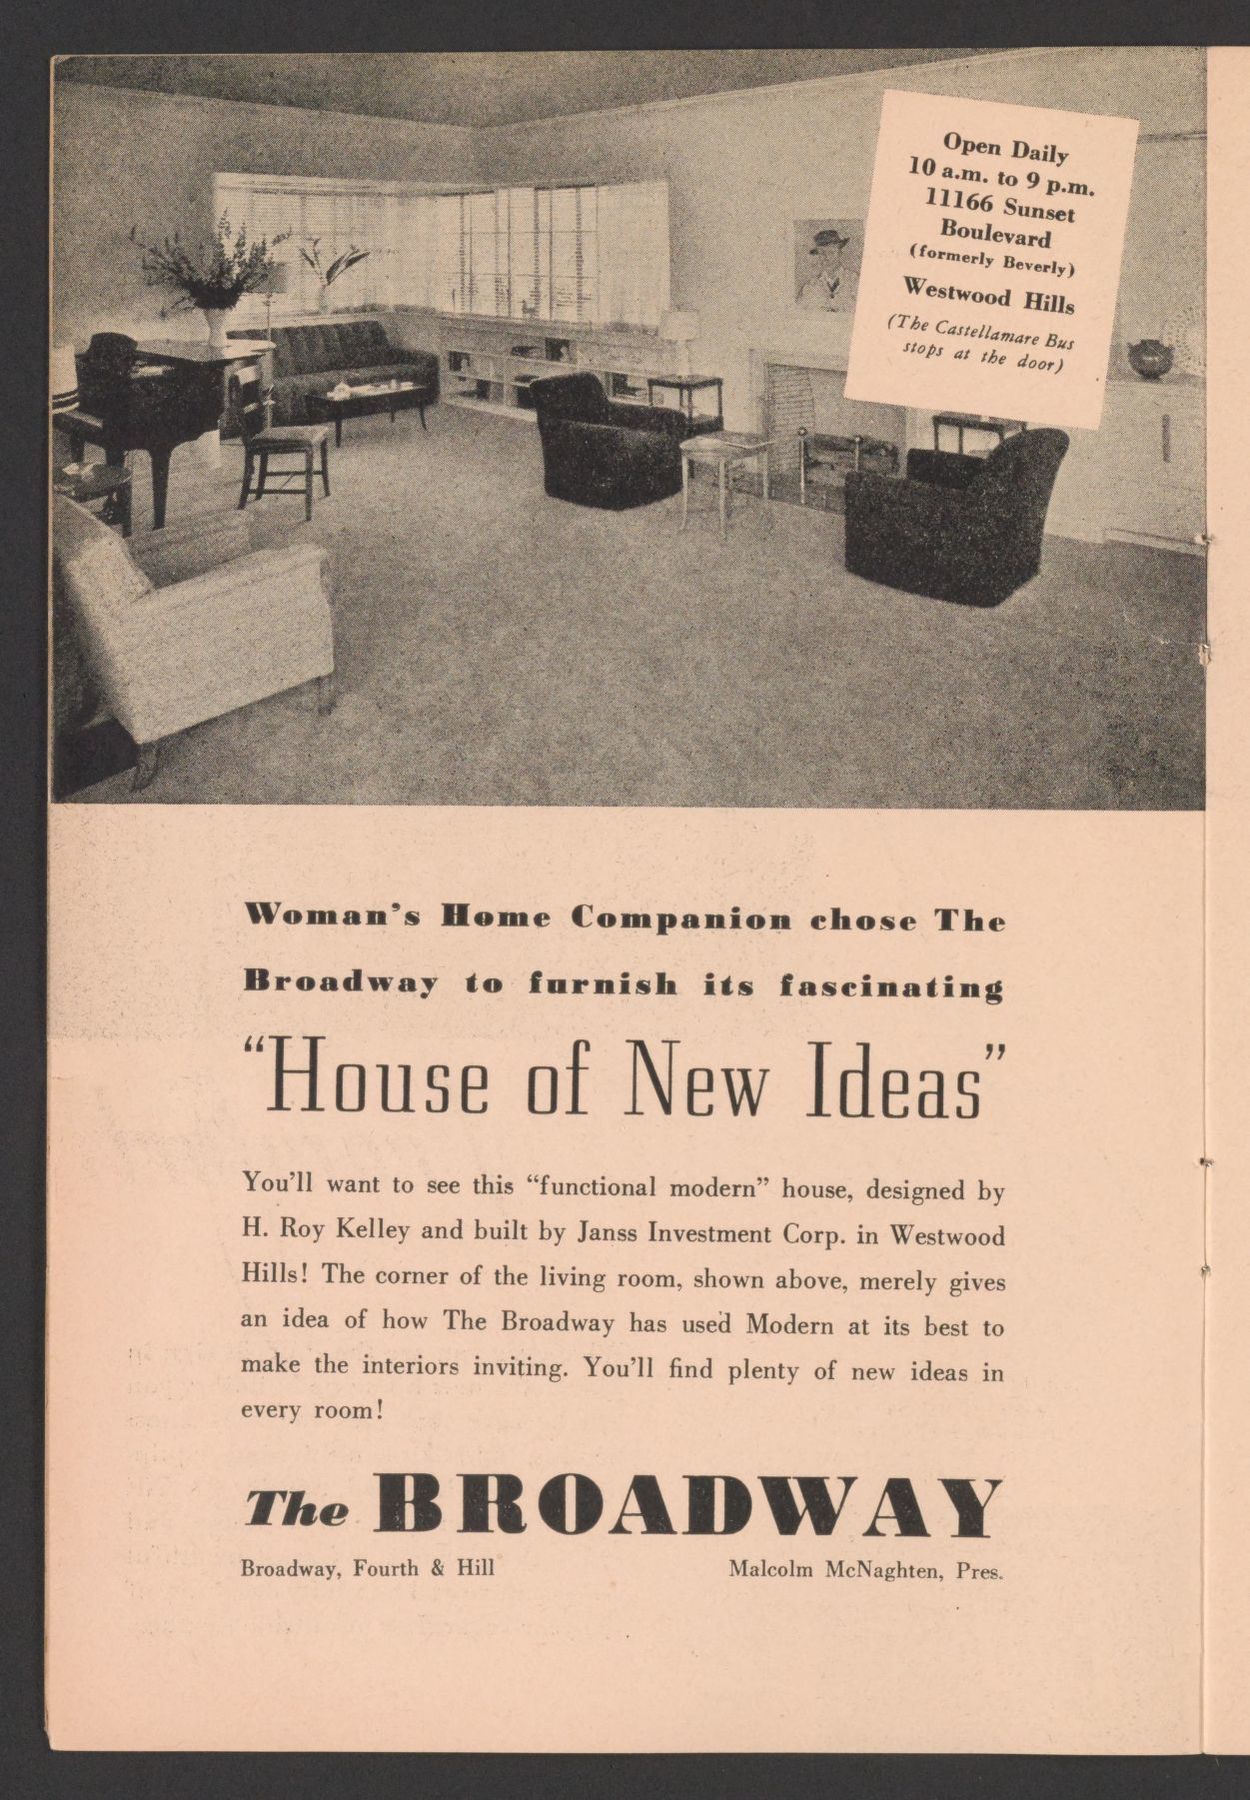 Open Daily
10 a.m. to 9 p.m.
11166 Sunset
Boulevard
(formerly Beverly)
Westwood Hills
(The Castellamare Bus
stops at the door)
Woman's Home Companion chose The
Broadway to furnish its fascinating
"House of New Ideas"
You'll want to see this "functional modern" house, designed by
H. Roy Kelley and built by Janss Investment Corp. in Westwood
Hills! The corner of the living room, shown above, merely gives
an idea of how The Broadway has used Modern at its best to
make the interiors inviting. You'll find plenty of new ideas in
every room!
The BROADWAY
Broadway, Fourth & Hill
Malcolm McNaghten, Pres.